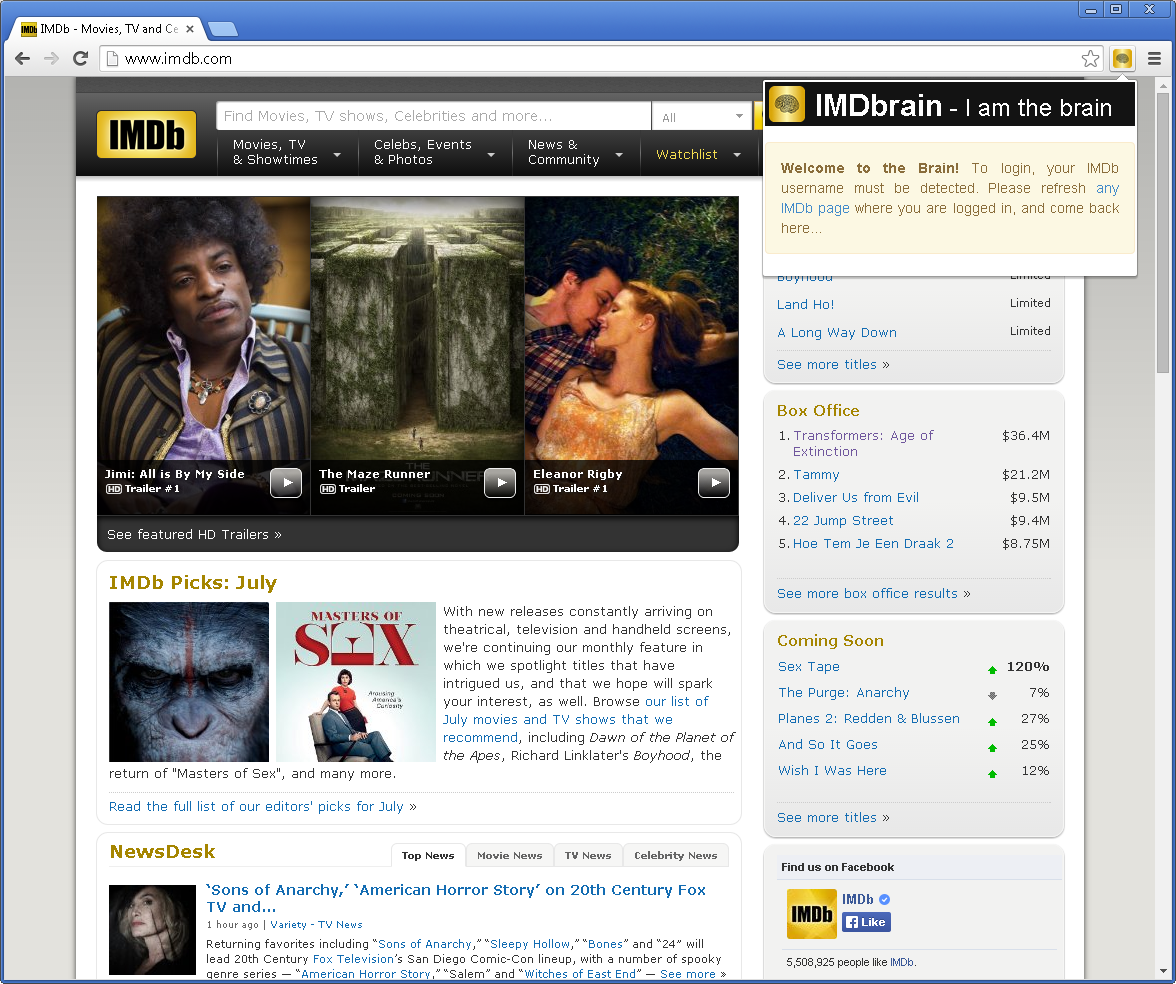 IMDb - Movies, TV and Ce
www.imdb.com
IMDb
Find Movies, TV shows, Celebrities and more...
All
Movies, TV
& Showtimes
Celebs, Events
& Photos
News &
Community
Watchlist
IMDbrain - I am the brain
Welcome to the Brain! To login, your IMDb
username must be detected. Please refresh any
IMDb page where you are logged in, and come back
here...
Jimi: All is By My Side
HD Trailer #1
The Maze Runner
HD Trailer
Eleanor Rigby
HD Trailer #1
See featured HD Trailers »
Boyhood Limited
Land Ho! Limited
A Long Way Down Limited
See more titles »
Box Office
1. Transformers: Age of
Extinction $36.4M
2. Tammy $21.2M
3. Deliver Us from Evil $9.5M
4. 22 Jump Street $9.4M
5. Hoe Tem Je Een Draak 2 $8.75M
See more box office results »
Coming Soon
Sex Tape 120%
The Purge: Anarchy 7%
Planes 2: Redden & Blussen 27%
And So It Goes 25%
Wish I Was Here 12%
See more titles »
Find us on Facebook
IMDb
IMDb
Like
5,508,925 people like IMDb.
IMDb Picks: July
MASTERS OF
SEX
Arousing
America's
Curiosity
With new releases constantly arriving on
theatrical, television and handheld screens,
we're continuing our monthly feature in
which we spotlight titles that have
intrigued us, and that we hope will spark
your interest, as well. Browse our list of
July movies and TV shows that we
recommend, including Dawn of the Planet of
the Apes, Richard Linklater's Boyhood, the
return of "Masters of Sex", and many more.
Read the full list of our editors' picks for July »
NewsDesk
Top News
Movie News
TV News
Celebrity News
‘Sons of Anarchy,’ ‘American Horror Story’ on 20th Century Fox
TV and...
1 hour ago | Variety - TV News
Returning favorites including “Sons of Anarchy,” “Sleepy Hollow,” “Bones” and “24” will
lead 20th Century Fox Television’s San Diego Comic-Con lineup, with a number of spooky
genre series — “American Horror Story,” “Salem” and “Witches of East End” — See more »